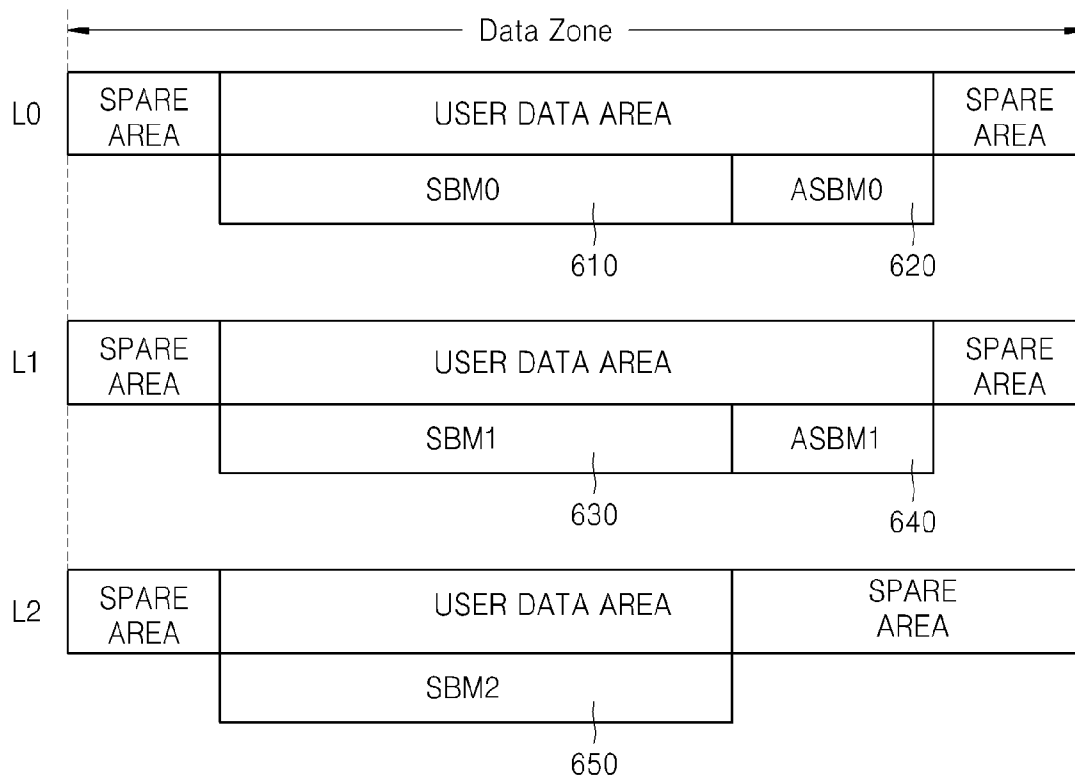 Data Zone
L0
SPARE
AREA
USER DATA AREA
SPARE
AREA
SBM0
ASBM0
610
620
L1
SPARE
AREA
USER DATA AREA
SPARE
AREA
SBM1
ASBM1
630
640
L2
SPARE
AREA
USER DATA AREA
SPARE
AREA
SBM2
650